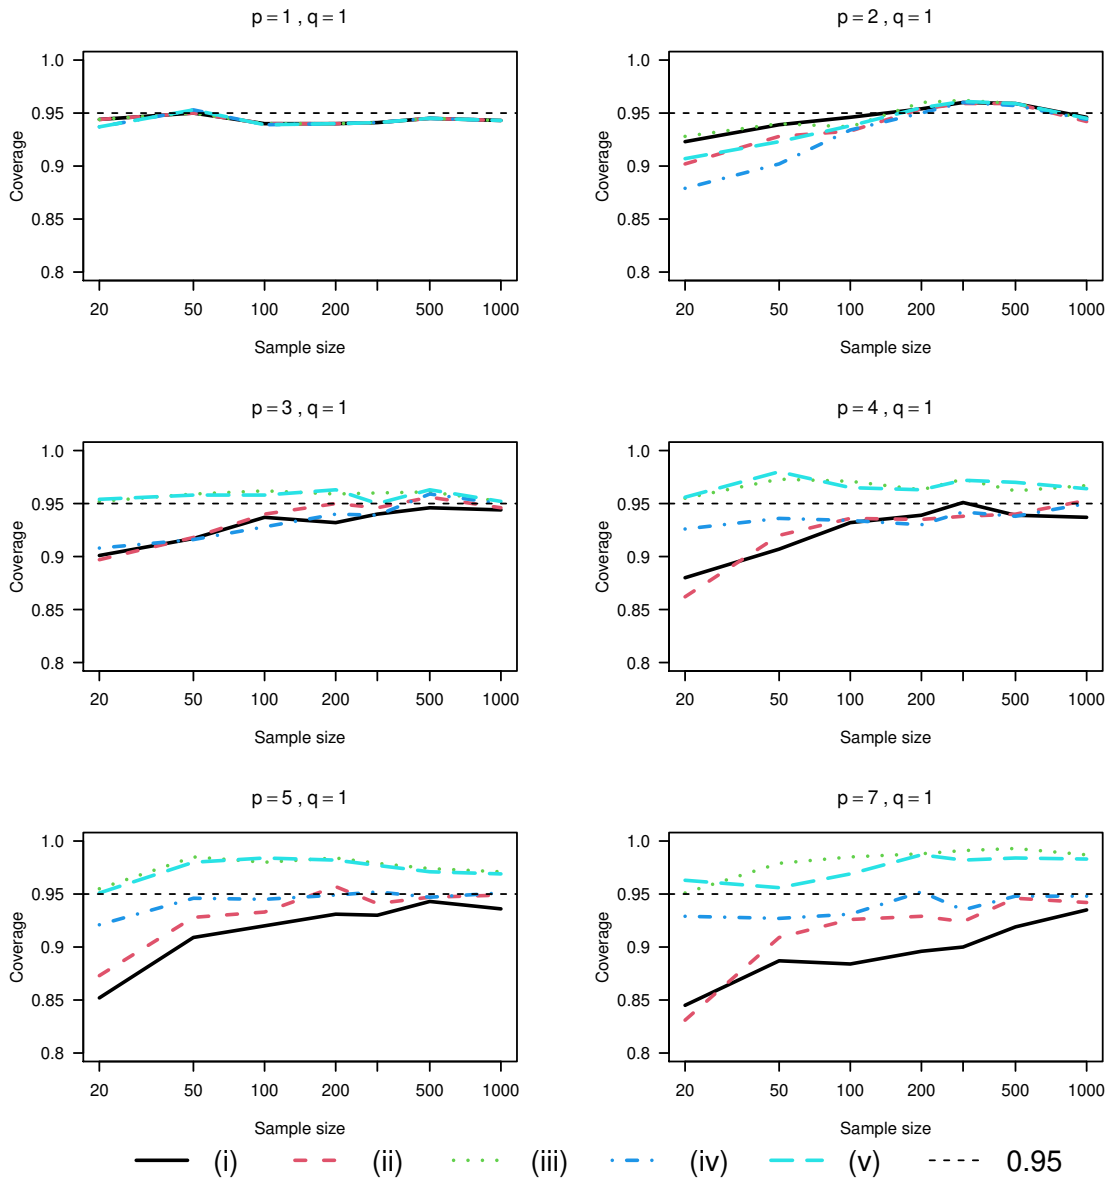 p = 1 , q = 1
1.0
0.95
0.9
0.85
0.8
Coverage
20 50 100 200 500 1000
Sample size
p = 2 , q = 1
1.0
0.95
0.9
0.85
0.8
Coverage
20 50 100 200 500 1000
Sample size
p = 3 , q = 1
1.0
0.95
0.9
0.85
0.8
Coverage
20 50 100 200 500 1000
Sample size
p = 4 , q = 1
1.0
0.95
0.9
0.85
0.8
Coverage
20 50 100 200 500 1000
Sample size
p = 5 , q = 1
1.0
0.95
0.9
0.85
0.8
Coverage
20 50 100 200 500 1000
Sample size
p = 7 , q = 1
1.0
0.95
0.9
0.85
0.8
Coverage
20 50 100 200 500 1000
Sample size
(i) (ii) (iii) (iv) (v) 0.95